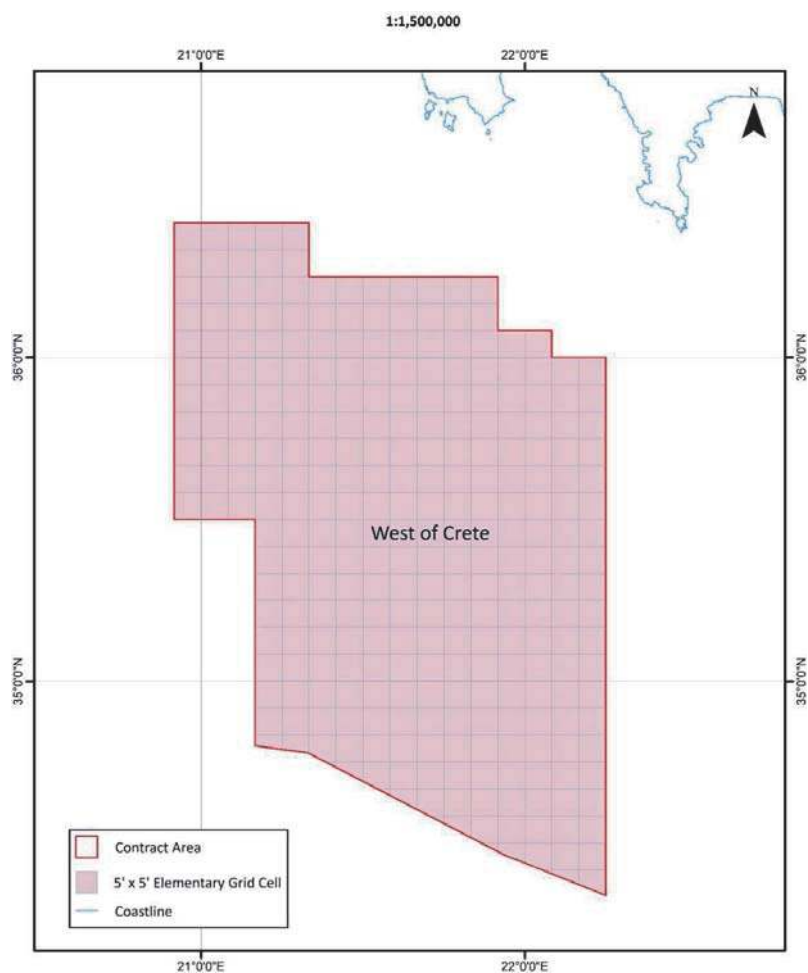 1:1,500,000
21°0'0"E
22°0'0"E
N
36°0'0"N
36°0'0"N
West of Crete
35°0'0"N
35°0'0"N
Contract Area
5' x 5' Elementary Grid Cell
Coastline
21°0'0"E
22°0'0"E